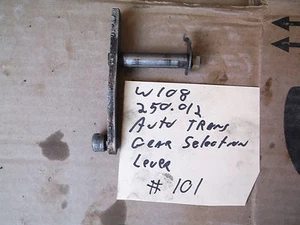 W108
250.012
Auto Trans
Gear Selection
Lever
# 101